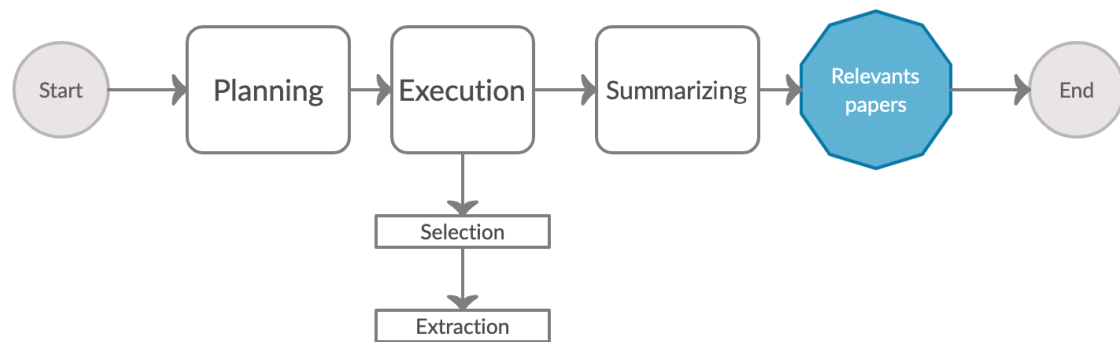 Start
Planning
Execution
Summarizing
Relevants
papers
End
Selection
Extraction